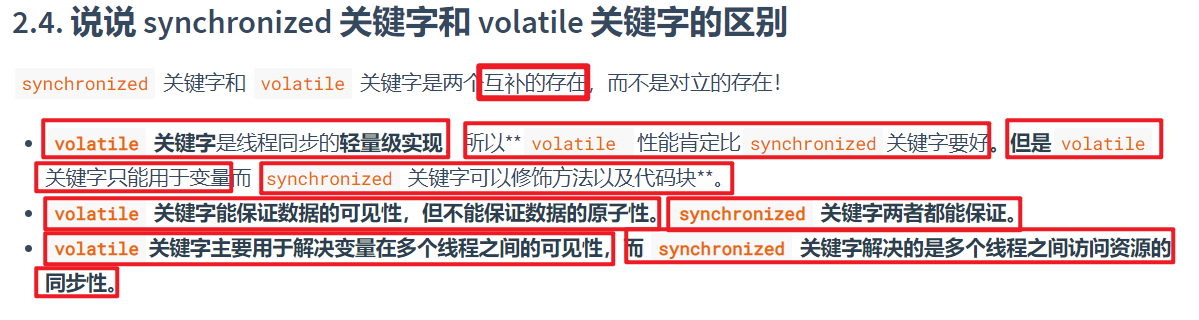 2.4. 说说 synchronized 关键字和 volatile 关键字的区别
synchronized 关键字和 volatile 关键字是两个互补的存在，而不是对立的存在！
• volatile 关键字是线程同步的轻量级实现，所以** volatile 性能肯定比 synchronized 关键字要好。但是 volatile
关键字只能用于变量而 synchronized 关键字可以修饰方法以及代码块**。
• volatile 关键字能保证数据的可见性，但不能保证数据的原子性。synchronized 关键字两者都能保证。
• volatile 关键字主要用于解决变量在多个线程之间的可见性，而 synchronized 关键字解决的是多个线程之间访问资源的
同步性。